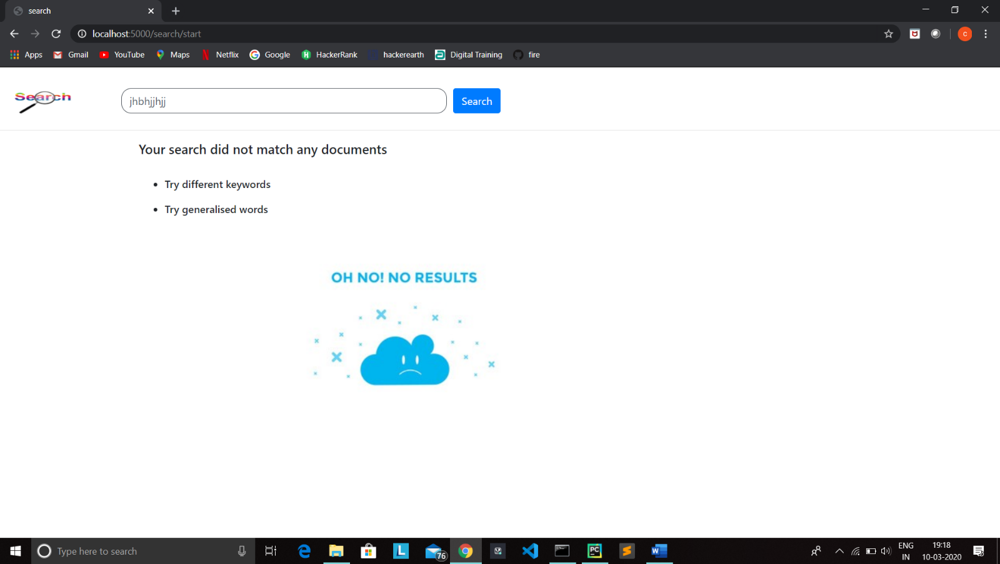 search
localhost:5000/search/start
c
Apps Gmail YouTube Maps Netflix Google HackerRank hackerearth Digital Training fire
Search
jhbhjjhjj
Search
Your search did not match any documents
Try different keywords
Try generalised words
OH NO! NO RESULTS
Type here to search
L
76
PC
W
ENG
IN
19:18
10-03-2020